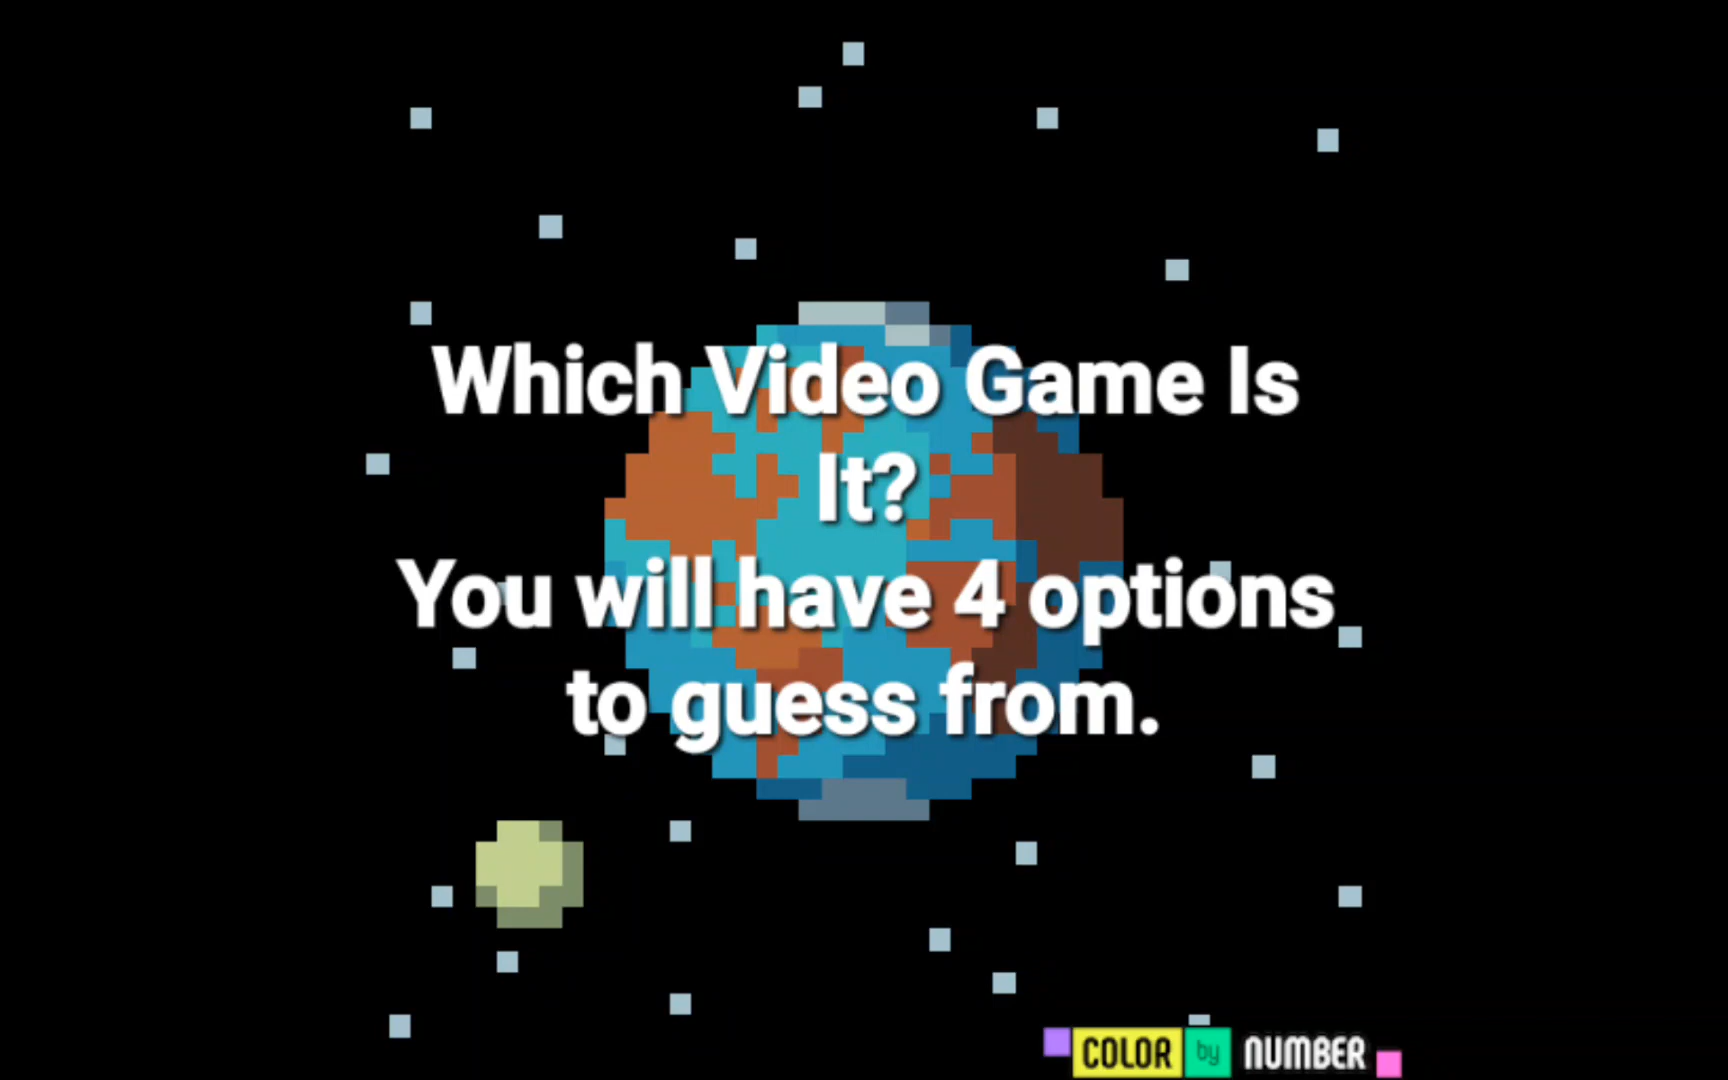 Which Video Game Is
It?
You will have 4 options
to guess from.
COLOR by NUMBER